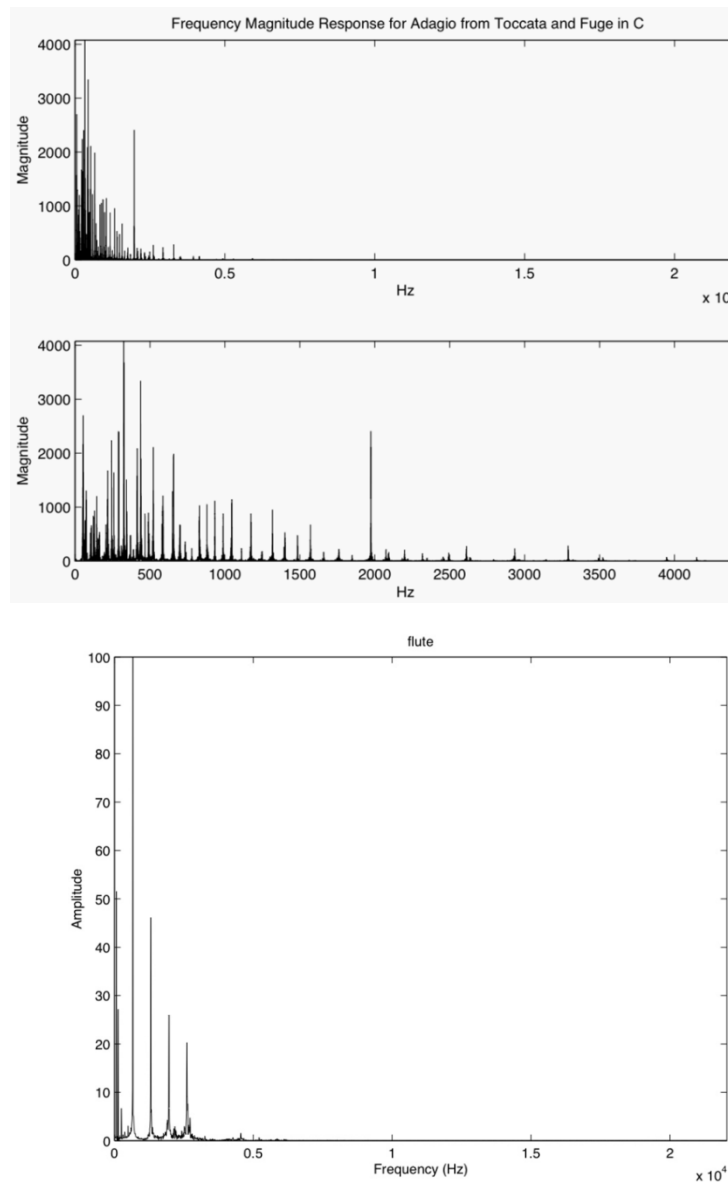 Frequency Magnitude Response for Adagio from Toccata and Fuge in C
4000
3000
2000
1000
0
Magnitude
0 0.5 1 1.5 2
Hz
x 10
4000
3000
2000
1000
0
Magnitude
0 500 1000 1500 2000 2500 3000 3500 4000
Hz
flute
100
90
80
70
60
50
40
30
20
10
0
Amplitude
0 0.5 1 1.5 2
Frequency (Hz)
x 10⁴